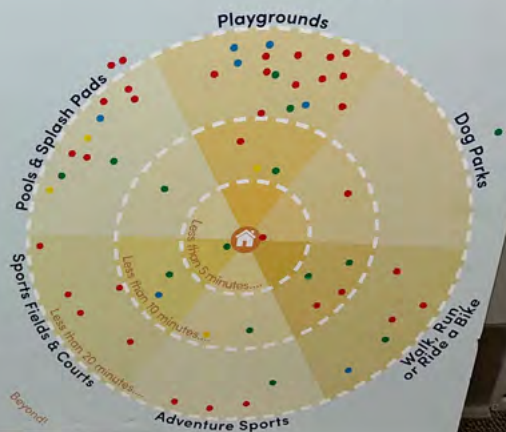 Playgrounds
Pools & Splash Pads
Dog Parks
Less than 5 minutes....
Less than 10 minutes....
Less than 20 minutes....
Beyond!
Sports Fields & Courts
Walk, Run
or Ride a Bike
Adventure Sports